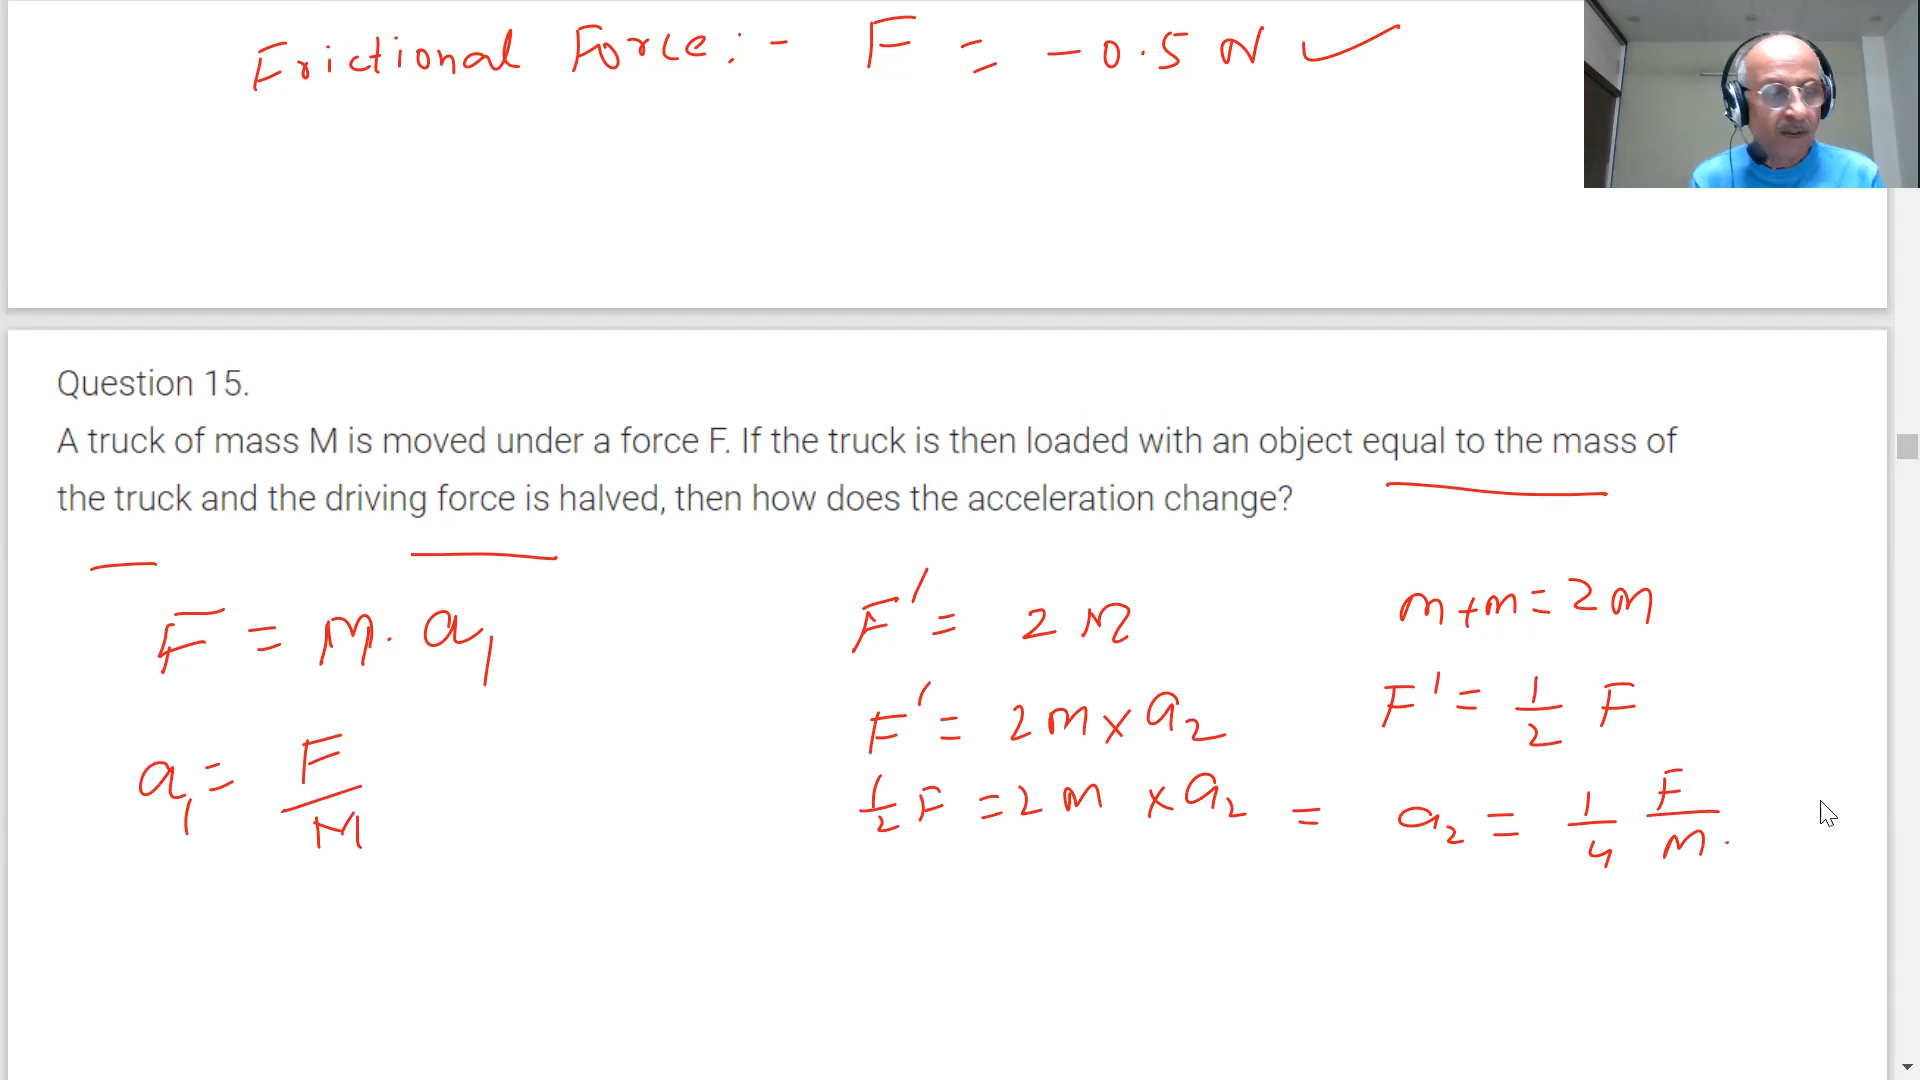 Frictional Force:- F = -0.5 N ✓
Question 15.
A truck of mass M is moved under a force F. If the truck is then loaded with an object equal to the mass of
the truck and the driving force is halved, then how does the acceleration change?
F = M. a₁
a₁ = F/M
F' = 2 M
F' = 2m x a₂
1/2 F = 2m x a₂ =
m+m = 2m
F' = 1/2 F
a₂ = 1/4 F/M.